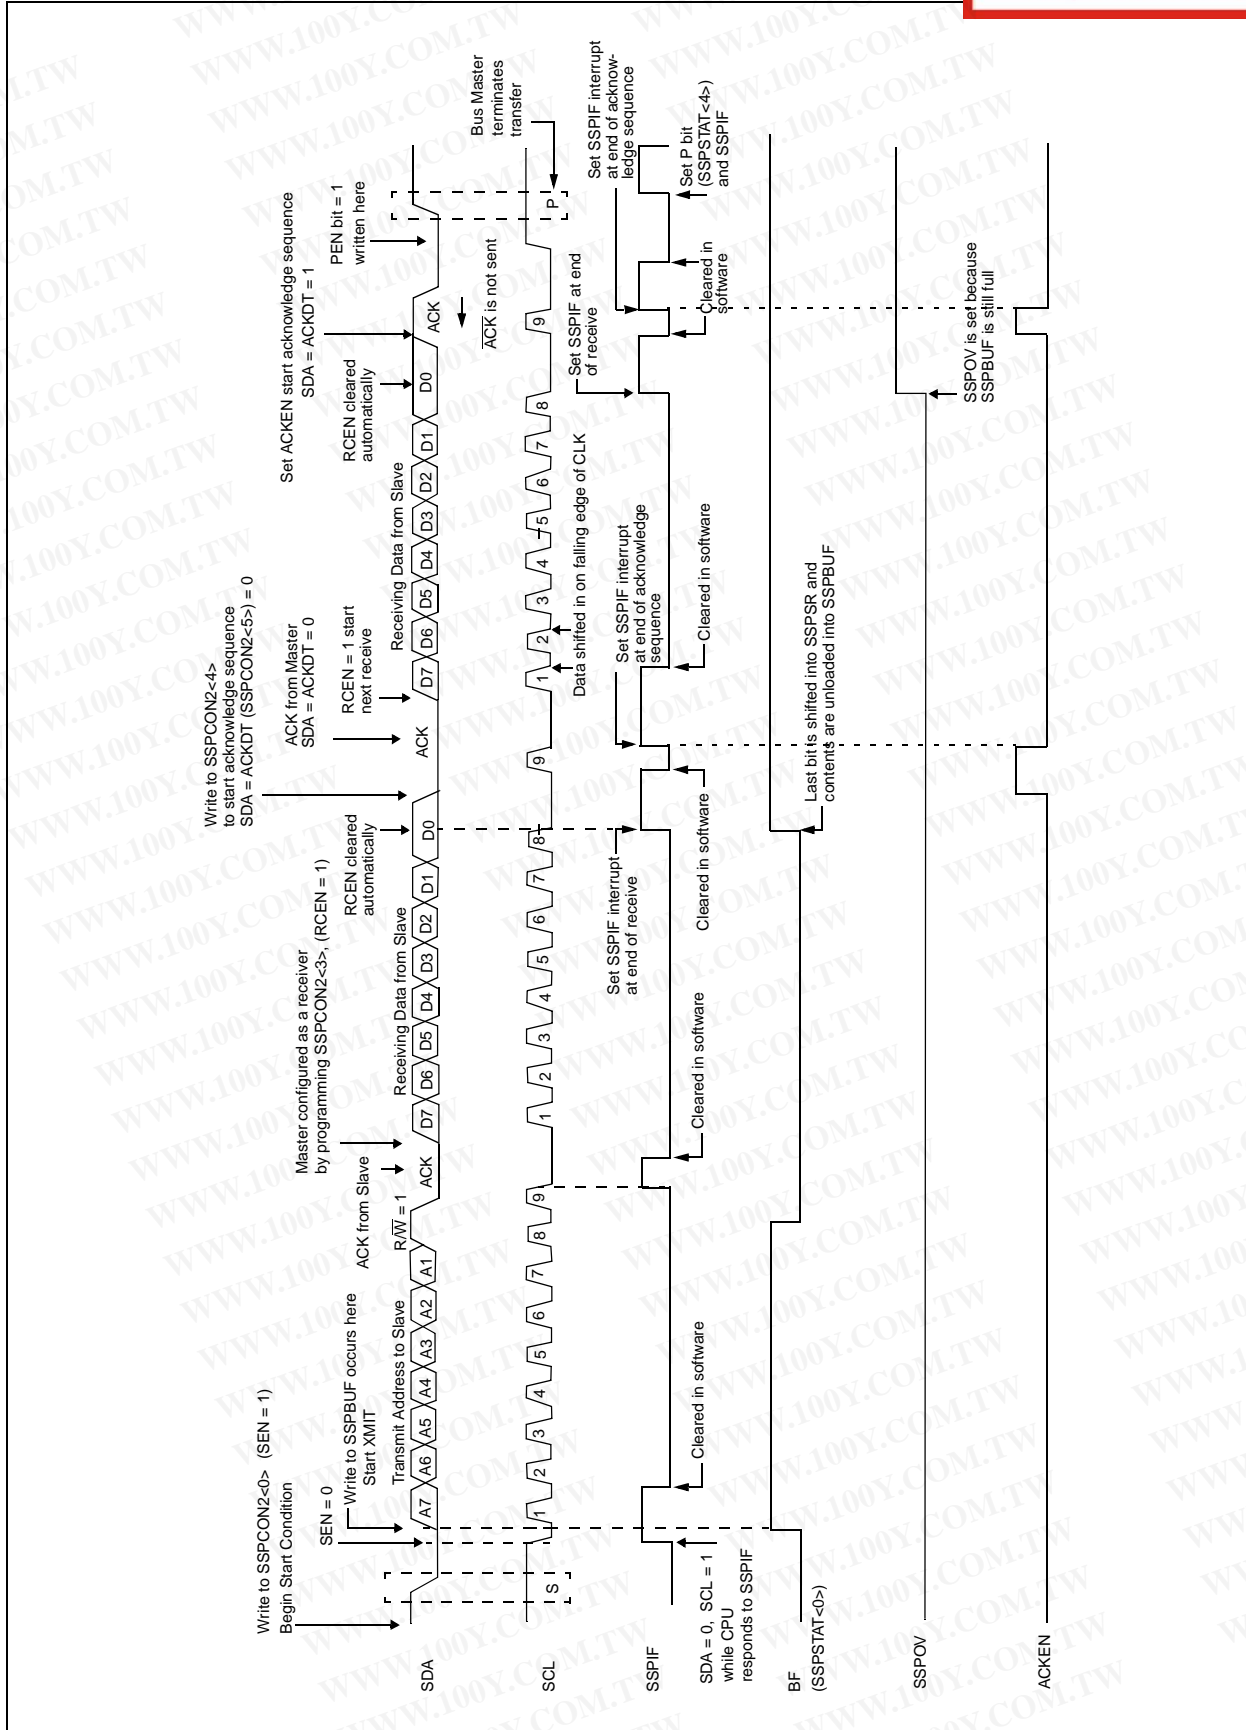 Write to SSPCON2<0> (SEN = 1)
Begin Start Condition
SEN = 0
Write to SSPBUF occurs here
Start XMIT
Transmit Address to Slave
R/W = 1
ACK from Slave
Master configured as a receiver
by programming SSPCON2<3>, (RCEN = 1)
Receiving Data from Slave
RCEN cleared
automatically
Write to SSPCON2<4>
to start acknowledge sequence
SDA = ACKDT (SSPCON2<5>) = 0
ACK from Master
SDA = ACKDT = 0
RCEN = 1 start
next receive
Receiving Data from Slave
RCEN cleared
automatically
Set ACKEN start acknowledge sequence
SDA = ACKDT = 1
PEN bit = 1
written here
SDA
A7 A6 A5 A4 A3 A2 A1 ACK D7 D6 D5 D4 D3 D2 D1 D0 ACK D7 D6 D5 D4 D3 D2 D1 D0 ACK
ACK is not sent
Bus Master
terminates
transfer
SCL
S 1 2 3 4 5 6 7 8 9 1 2 3 4 5 6 7 8 9 1 2 3 4 5 6 7 8 9 P
Data shifted in on falling edge of CLK
Set SSPIF interrupt
at end of receive
Set SSPIF interrupt
at end of acknowledge
sequence
Set SSPIF at end
of receive
Set SSPIF interrupt
at end of acknow-
ledge sequence
SSPIF
SDA = 0, SCL = 1
while CPU
responds to SSPIF
Cleared in software
Cleared in software
Cleared in software
Cleared in software
Cleared in
software
Set P bit
(SSPSTAT<4>)
and SSPIF
BF
(SSPSTAT<0>)
Last bit is shifted into SSPSR and
contents are unloaded into SSPBUF
SSPOV
SSPOV is set because
SSPBUF is still full
ACKEN
WWW.100Y.COM.TW